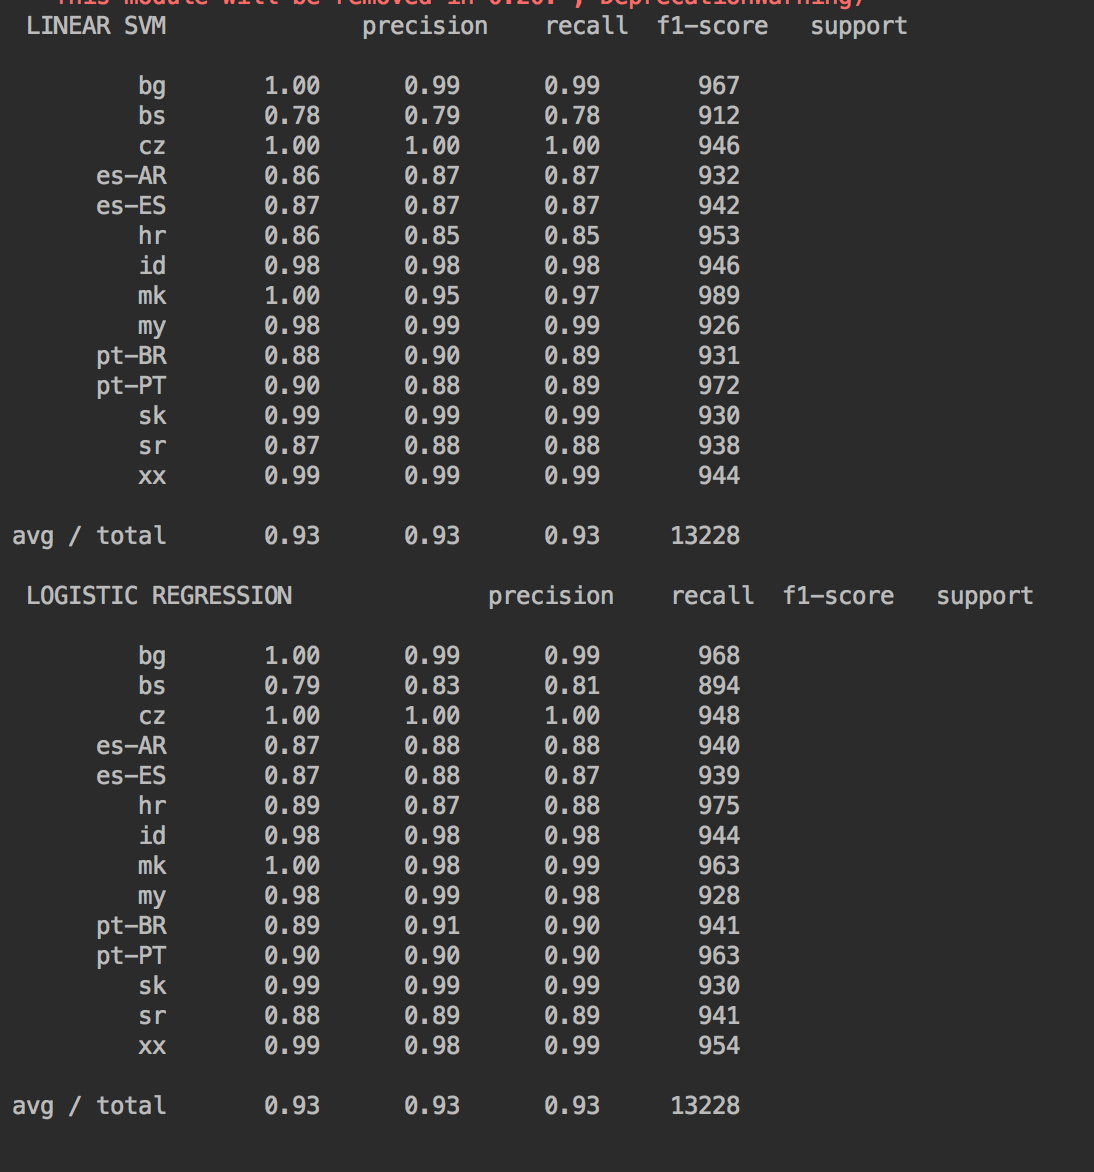 This module will be removed in 0.20.", DeprecationWarning)
LINEAR SVM precision recall f1-score support
bg 1.00 0.99 0.99 967
bs 0.78 0.79 0.78 912
cz 1.00 1.00 1.00 946
es-AR 0.86 0.87 0.87 932
es-ES 0.87 0.87 0.87 942
hr 0.86 0.85 0.85 953
id 0.98 0.98 0.98 946
mk 1.00 0.95 0.97 989
my 0.98 0.99 0.99 926
pt-BR 0.88 0.90 0.89 931
pt-PT 0.90 0.88 0.89 972
sk 0.99 0.99 0.99 930
sr 0.87 0.88 0.88 938
xx 0.99 0.99 0.99 944
avg / total 0.93 0.93 0.93 13228
LOGISTIC REGRESSION precision recall f1-score support
bg 1.00 0.99 0.99 968
bs 0.79 0.83 0.81 894
cz 1.00 1.00 1.00 948
es-AR 0.87 0.88 0.88 940
es-ES 0.87 0.88 0.87 939
hr 0.89 0.87 0.88 975
id 0.98 0.98 0.98 944
mk 1.00 0.98 0.99 963
my 0.98 0.99 0.98 928
pt-BR 0.89 0.91 0.90 941
pt-PT 0.90 0.90 0.90 963
sk 0.99 0.99 0.99 930
sr 0.88 0.89 0.89 941
xx 0.99 0.98 0.99 954
avg / total 0.93 0.93 0.93 13228